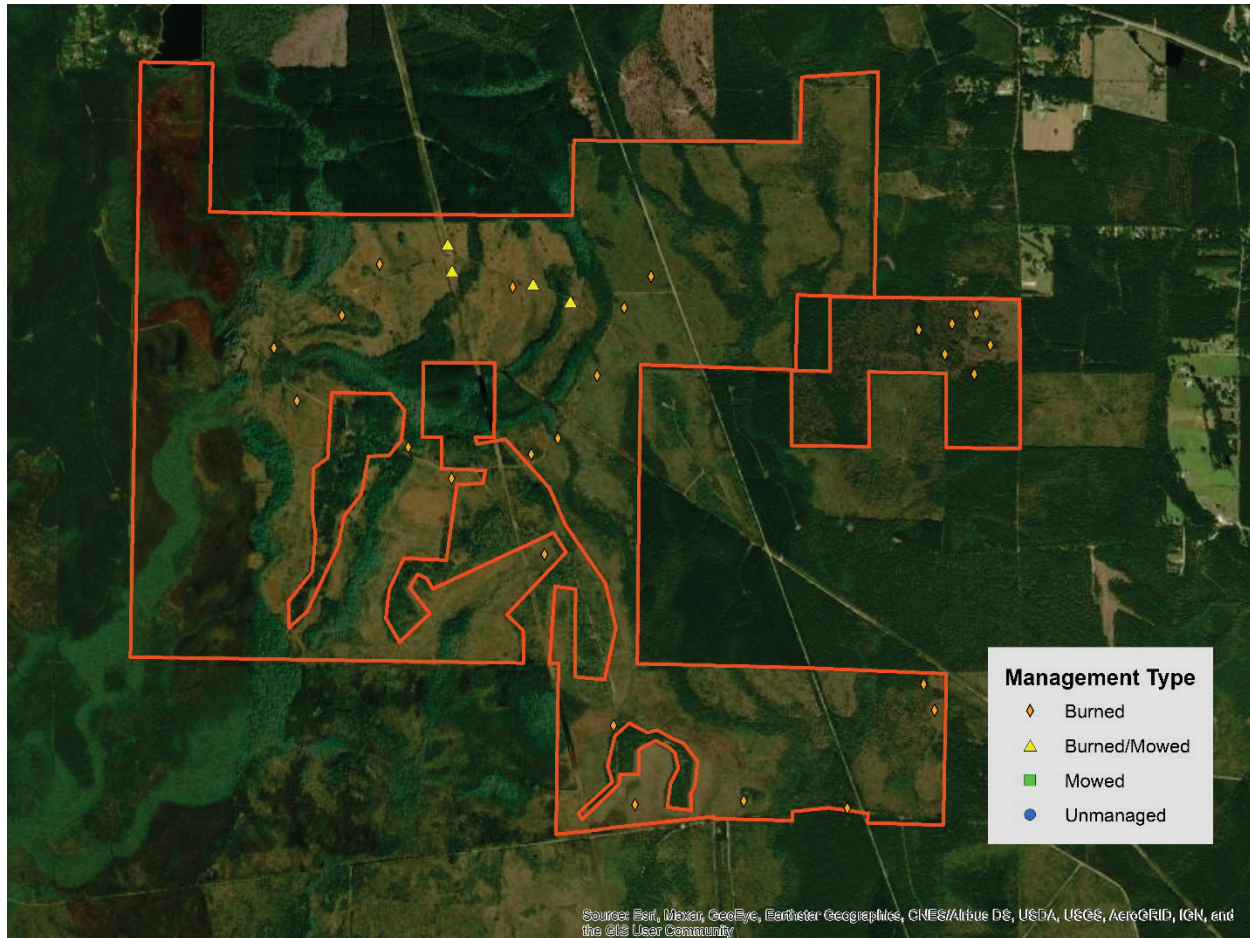 Management Type
Burned
Burned/Mowed
Mowed
Unmanaged
Source: Esri, Maxar, GeoEye, Earthstar Geographics, CNES/Airbus DS, USDA, USGS, AeroGRID, IGN, and
the GIS User Community